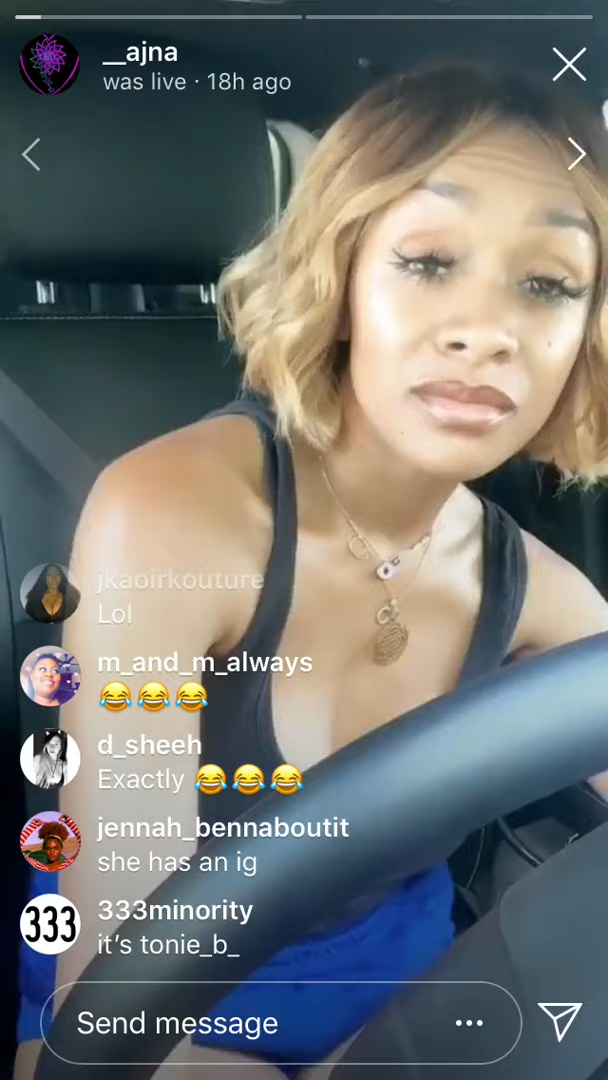 __ajna
was live · 18h ago
jkaoirkouture
Lol
m_and_m_always
😂😂😂
d_sheeh
Exactly 😂😂😂
jennah_bennaboutit
she has an ig
333
333minority
it’s tonie_b_
Send message